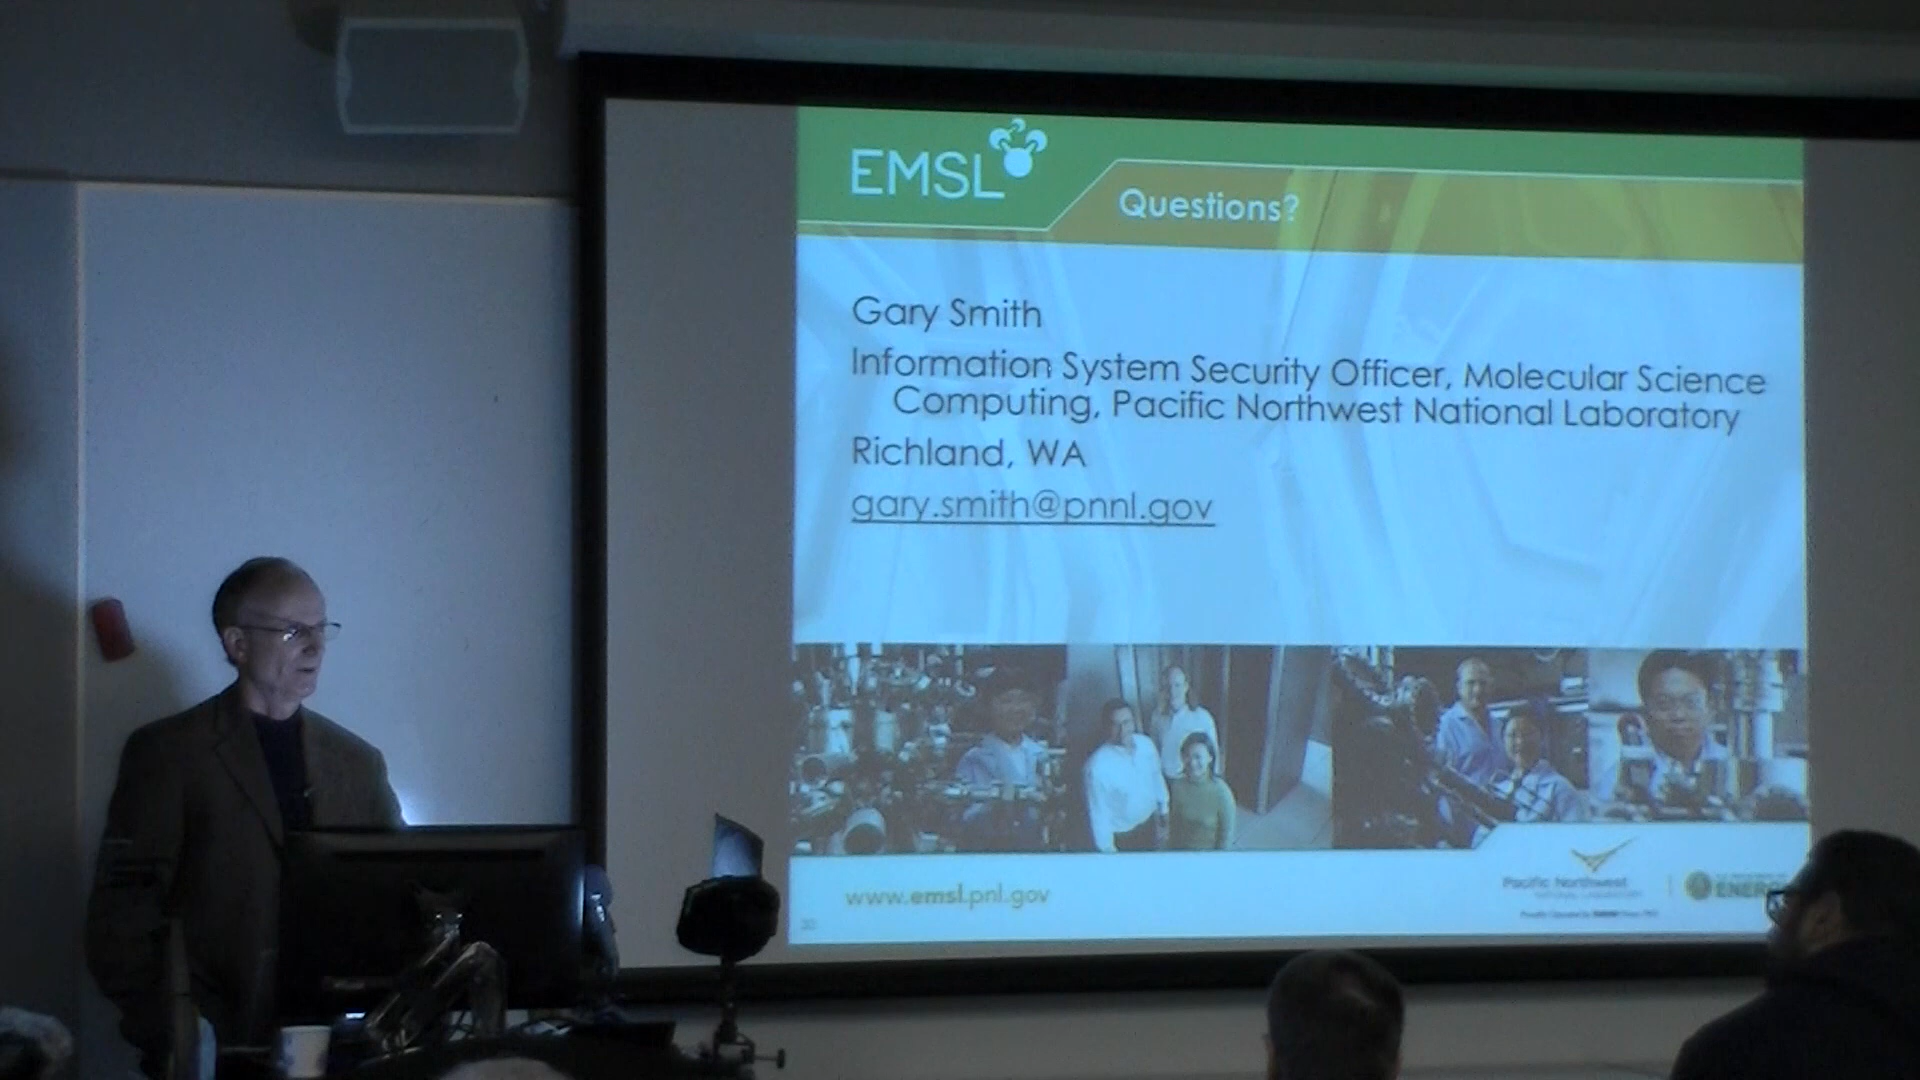 EMSL
Questions?
Gary Smith
Information System Security Officer, Molecular Science
Computing, Pacific Northwest National Laboratory
Richland, WA
gary.smith@pnnl.gov
www.emsl.pnl.gov
Pacific Northwest